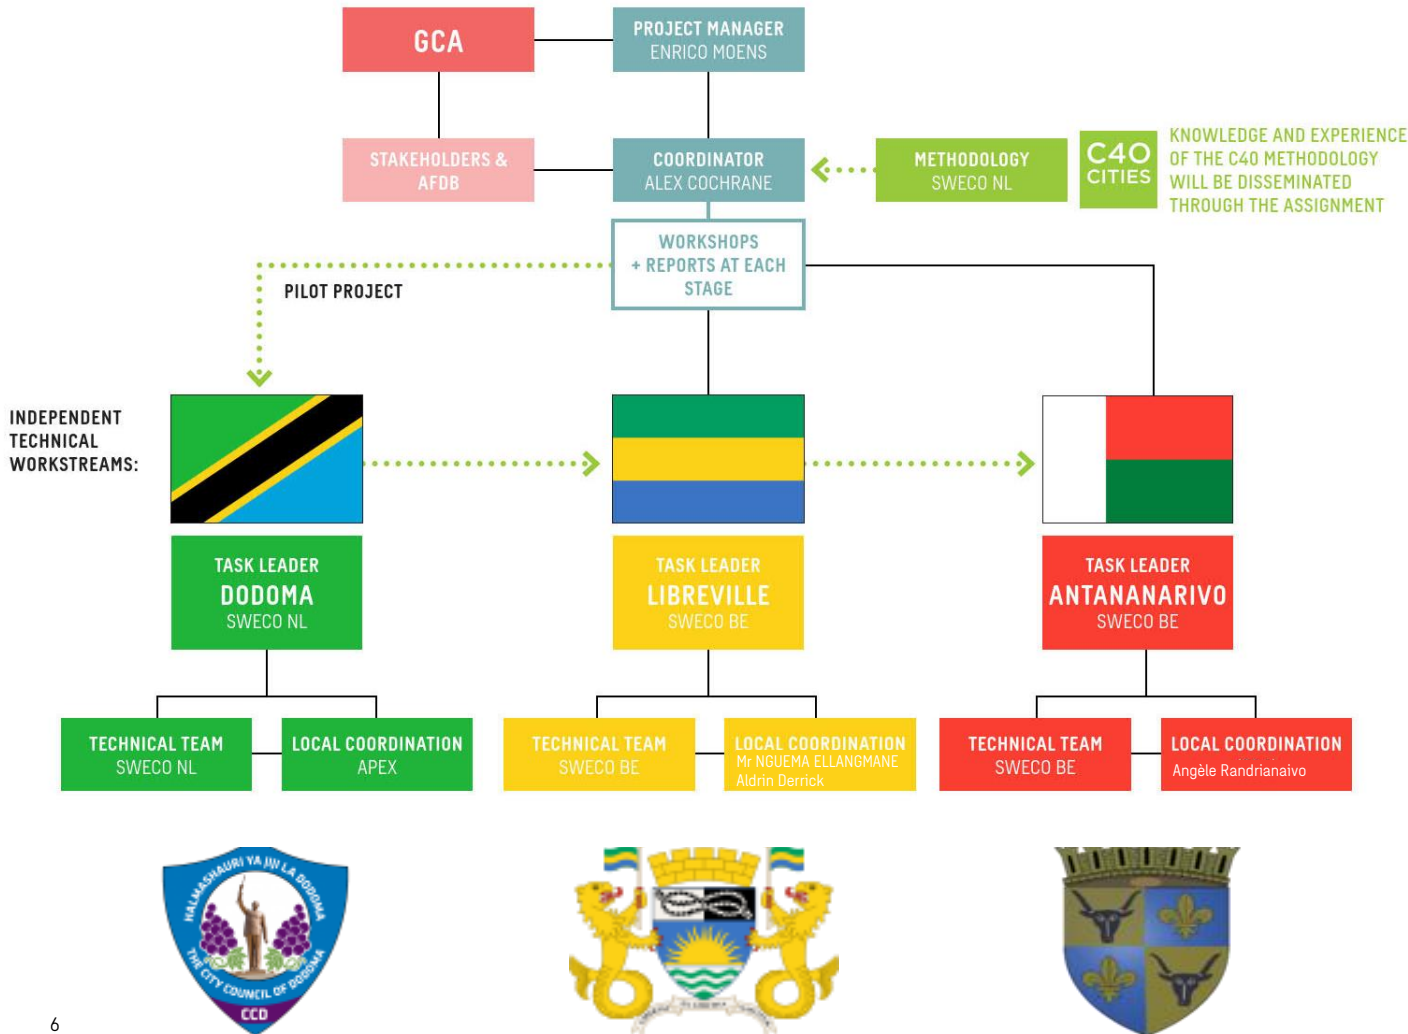 GCA
PROJECT MANAGER
ENRICO MOENS
STAKEHOLDERS &
AFDB
COORDINATOR
ALEX COCHRANE
METHODOLOGY
SWECO NL
C40
CITIES
KNOWLEDGE AND EXPERIENCE
OF THE C40 METHODOLOGY
WILL BE DISSEMINATED
THROUGH THE ASSIGNMENT
WORKSHOPS
+ REPORTS AT EACH
STAGE
PILOT PROJECT
INDEPENDENT
TECHNICAL
WORKSTREAMS:
TASK LEADER
DODOMA
SWECO NL
TASK LEADER
LIBREVILLE
SWECO BE
TASK LEADER
ANTANANARIVO
SWECO BE
TECHNICAL TEAM
SWECO NL
LOCAL COORDINATION
APEX
TECHNICAL TEAM
SWECO BE
LOCAL COORDINATION
Mr NGUEMA ELLANGMANE
Aldrin Derrick
TECHNICAL TEAM
SWECO BE
LOCAL COORDINATION
Angèle Randrianaivo
HALMASHAURI YA JIJI LA DODOMA
THE CITY COUNCIL OF DODOMA
CCD
6